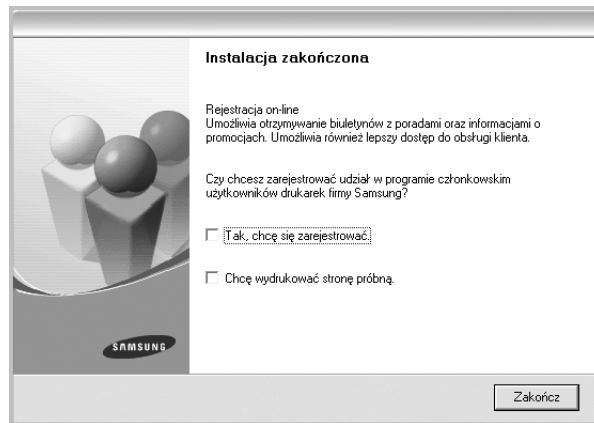 Instalacja zakończona
Rejestracja on-line
Umożliwia otrzymywanie biuletynów z poradami oraz informacjami o
promocjach. Umożliwia również lepszy dostęp do obsługi klienta.
Czy chcesz zarejestrować udział w programie członkowskim
użytkowników drukarek firmy Samsung?
Tak, chcę się zarejestrować.
Chcę wydrukować stronę próbną.
SAMSUNG
Zakończ